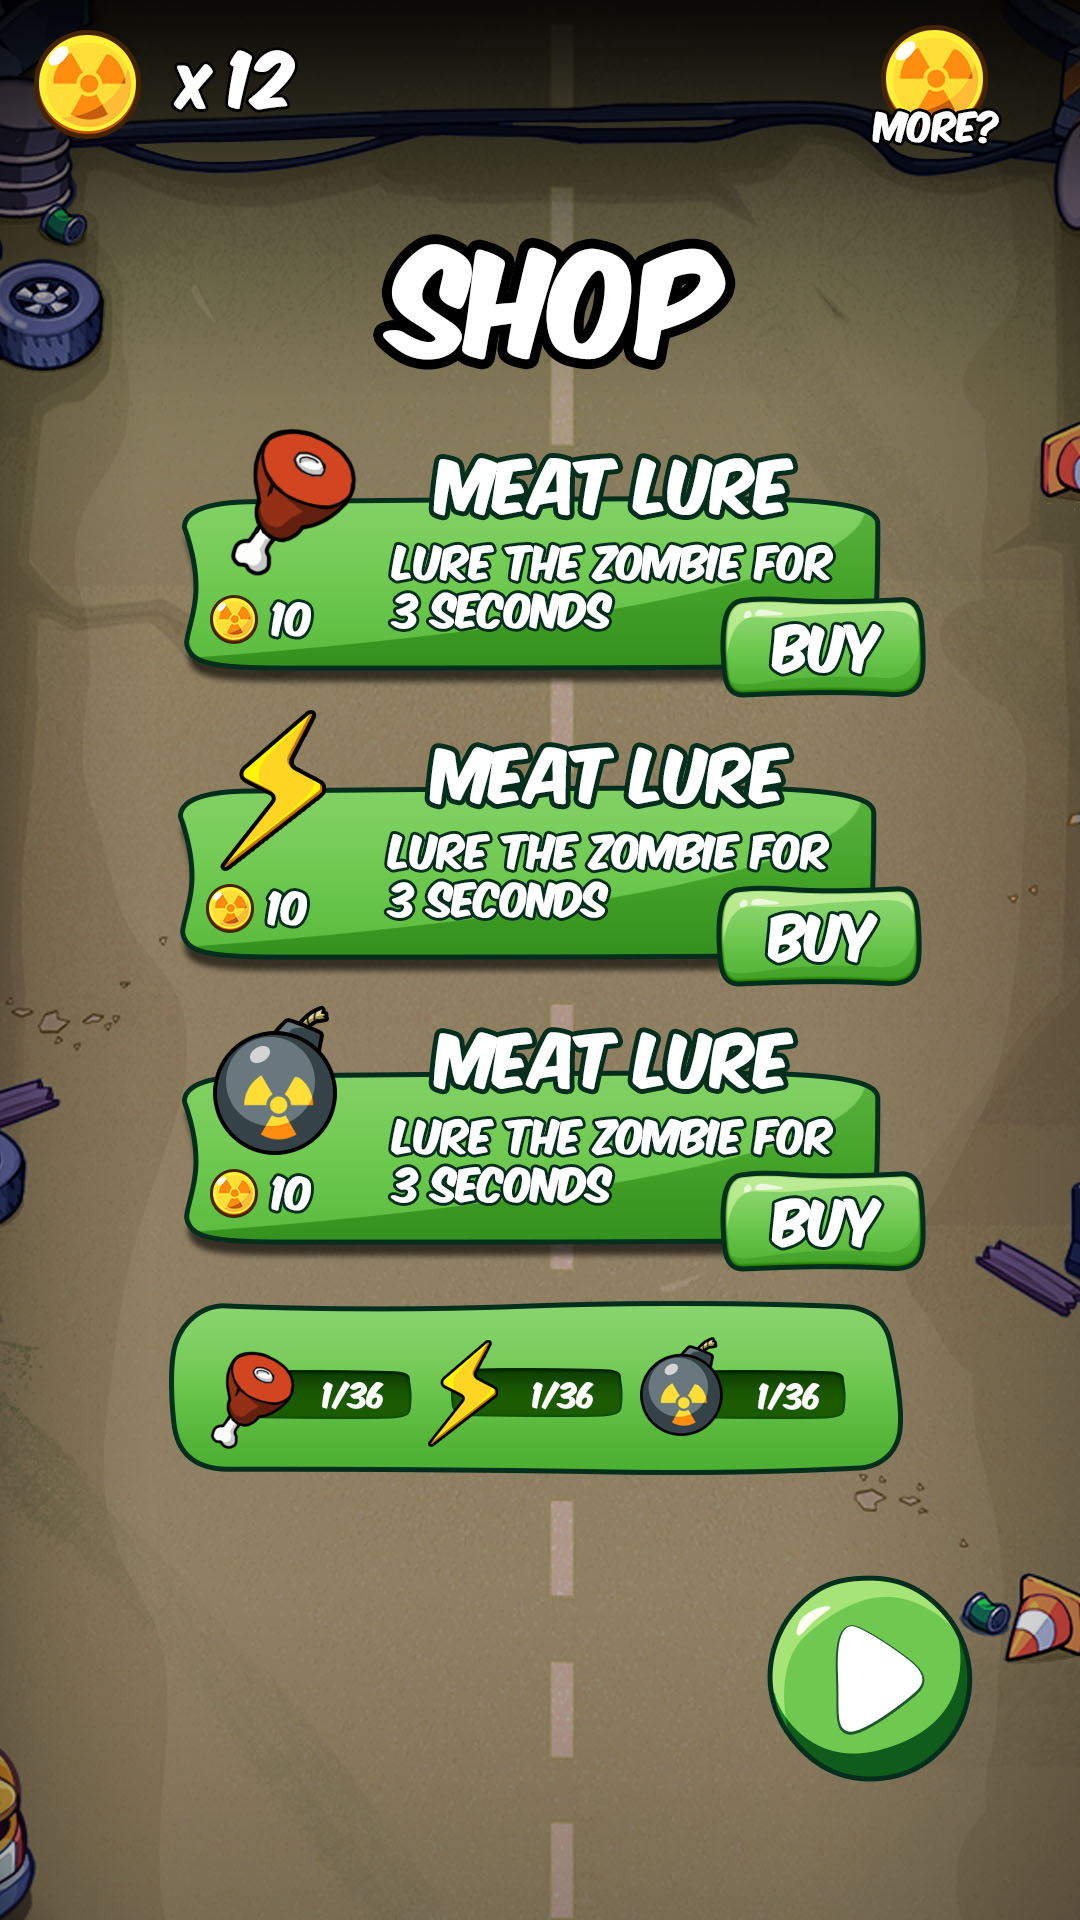 x 12
MORE?
SHOP
MEAT LURE
LURE THE ZOMBIE FOR
3 SECONDS
10
BUY
MEAT LURE
LURE THE ZOMBIE FOR
3 SECONDS
10
BUY
MEAT LURE
LURE THE ZOMBIE FOR
3 SECONDS
10
BUY
1/36 1/36 1/36